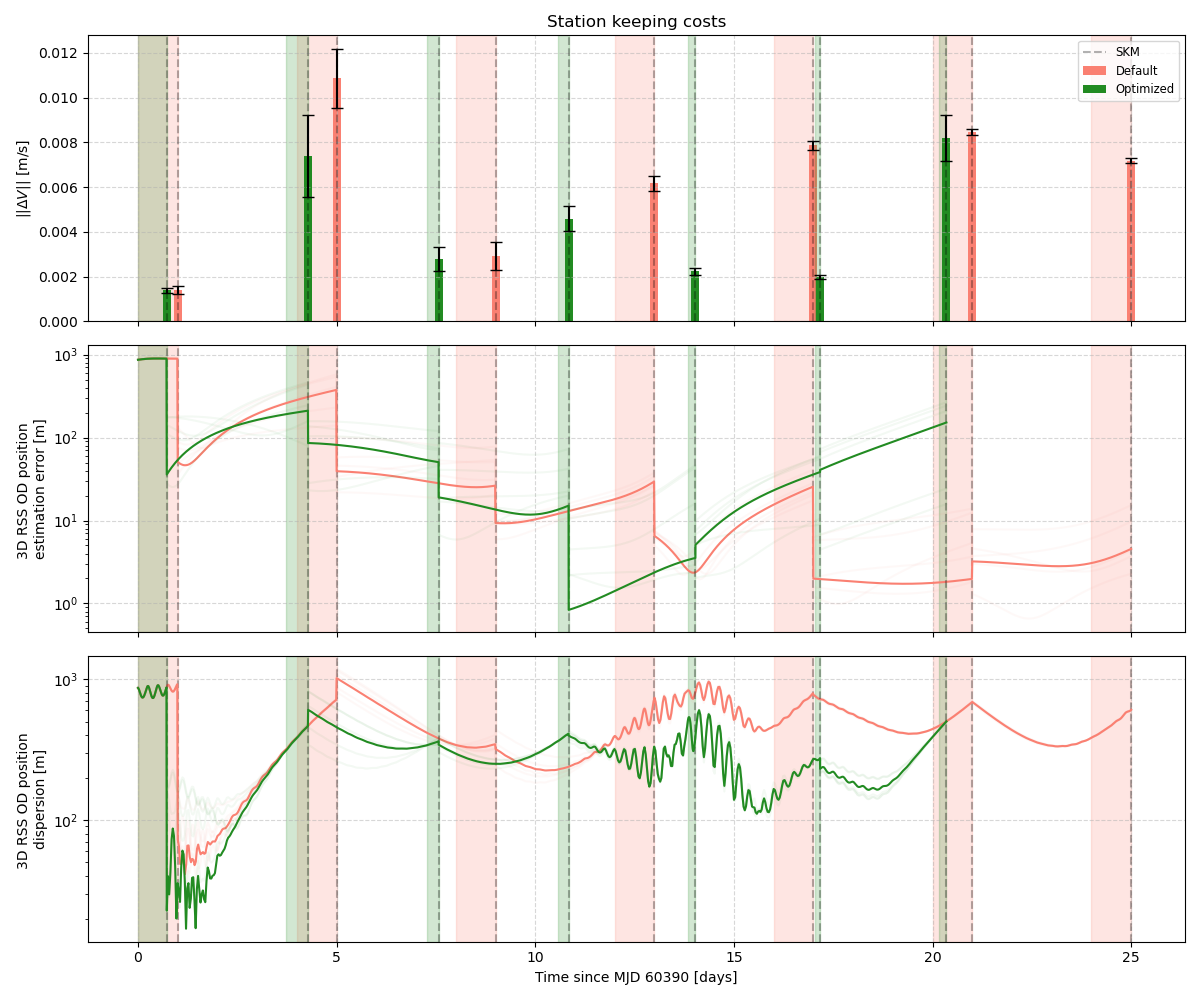 Station keeping costs
||ΔV|| [m/s]
0.012
0.010
0.008
0.006
0.004
0.002
0.000
SKM
Default
Optimized
3D RSS OD position
estimation error [m]
10³
10²
10¹
10⁰
3D RSS OD position
dispersion [m]
10³
10²
0 5 10 15 20 25
Time since MJD 60390 [days]